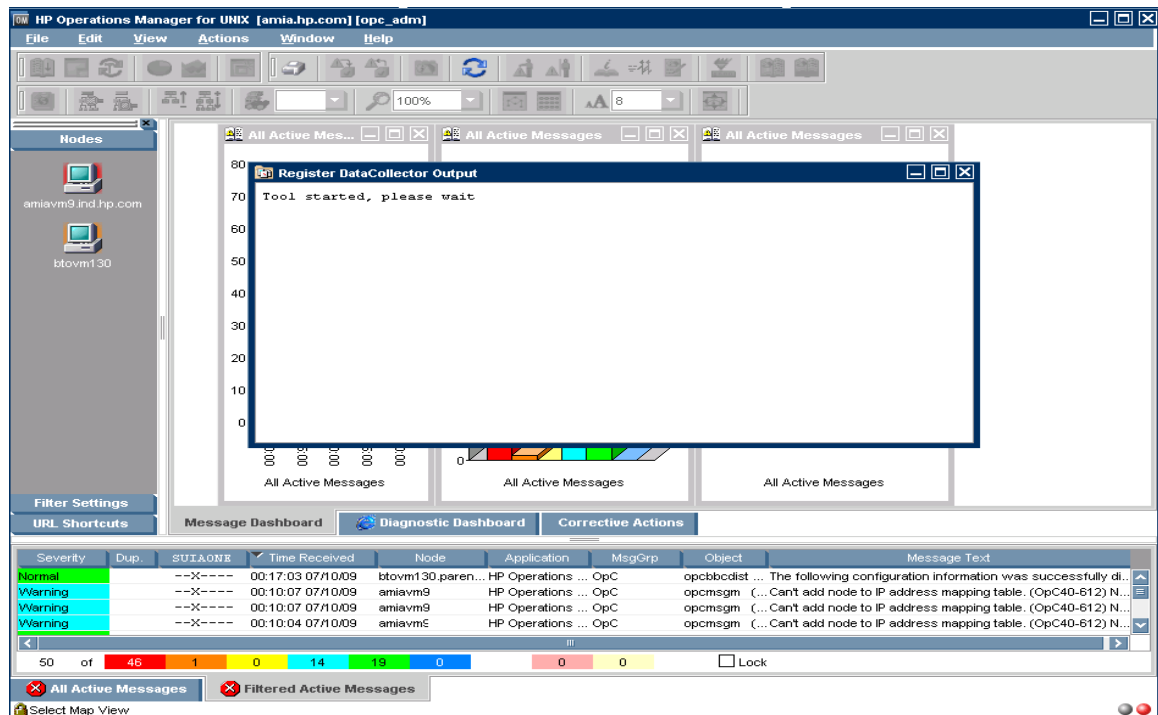 HP Operations Manager for UNIX [amia.hp.com] [opc_adm]
File Edit View Actions Window Help
100% 8
Nodes
amiavm9.ind.hp.com
btovm130
Filter Settings
URL Shortcuts
All Active Mes...
All Active Messages
All Active Messages
80
70
60
50
40
30
20
10
0
Register DataCollector Output
Tool started, please wait
0
All Active Messages
All Active Messages
All Active Messages
Message Dashboard Diagnostic Dashboard Corrective Actions
Severity Dup. SUIAONE Time Received Node Application MsgGrp Object Message Text
Normal --X---- 00:17:03 07/10/09 btovm130.paren... HP Operations ... OpC opcbbcdist ... The following configuration information was successfully di...
Warning --X---- 00:10:07 07/10/09 amiavm9 HP Operations ... OpC opcmsgm (... Can't add node to IP address mapping table. (OpC40-612) N...
Warning --X---- 00:10:07 07/10/09 amiavm9 HP Operations ... OpC opcmsgm (... Can't add node to IP address mapping table. (OpC40-612) N...
Warning --X---- 00:10:04 07/10/09 HP Operations ... OpC opcmsgm (... Can't add node to IP address mapping table. (OpC40-612) N...
50 of 46 1 0 14 19 0 0 0 Lock
All Active Messages Filtered Active Messages
Select Map View